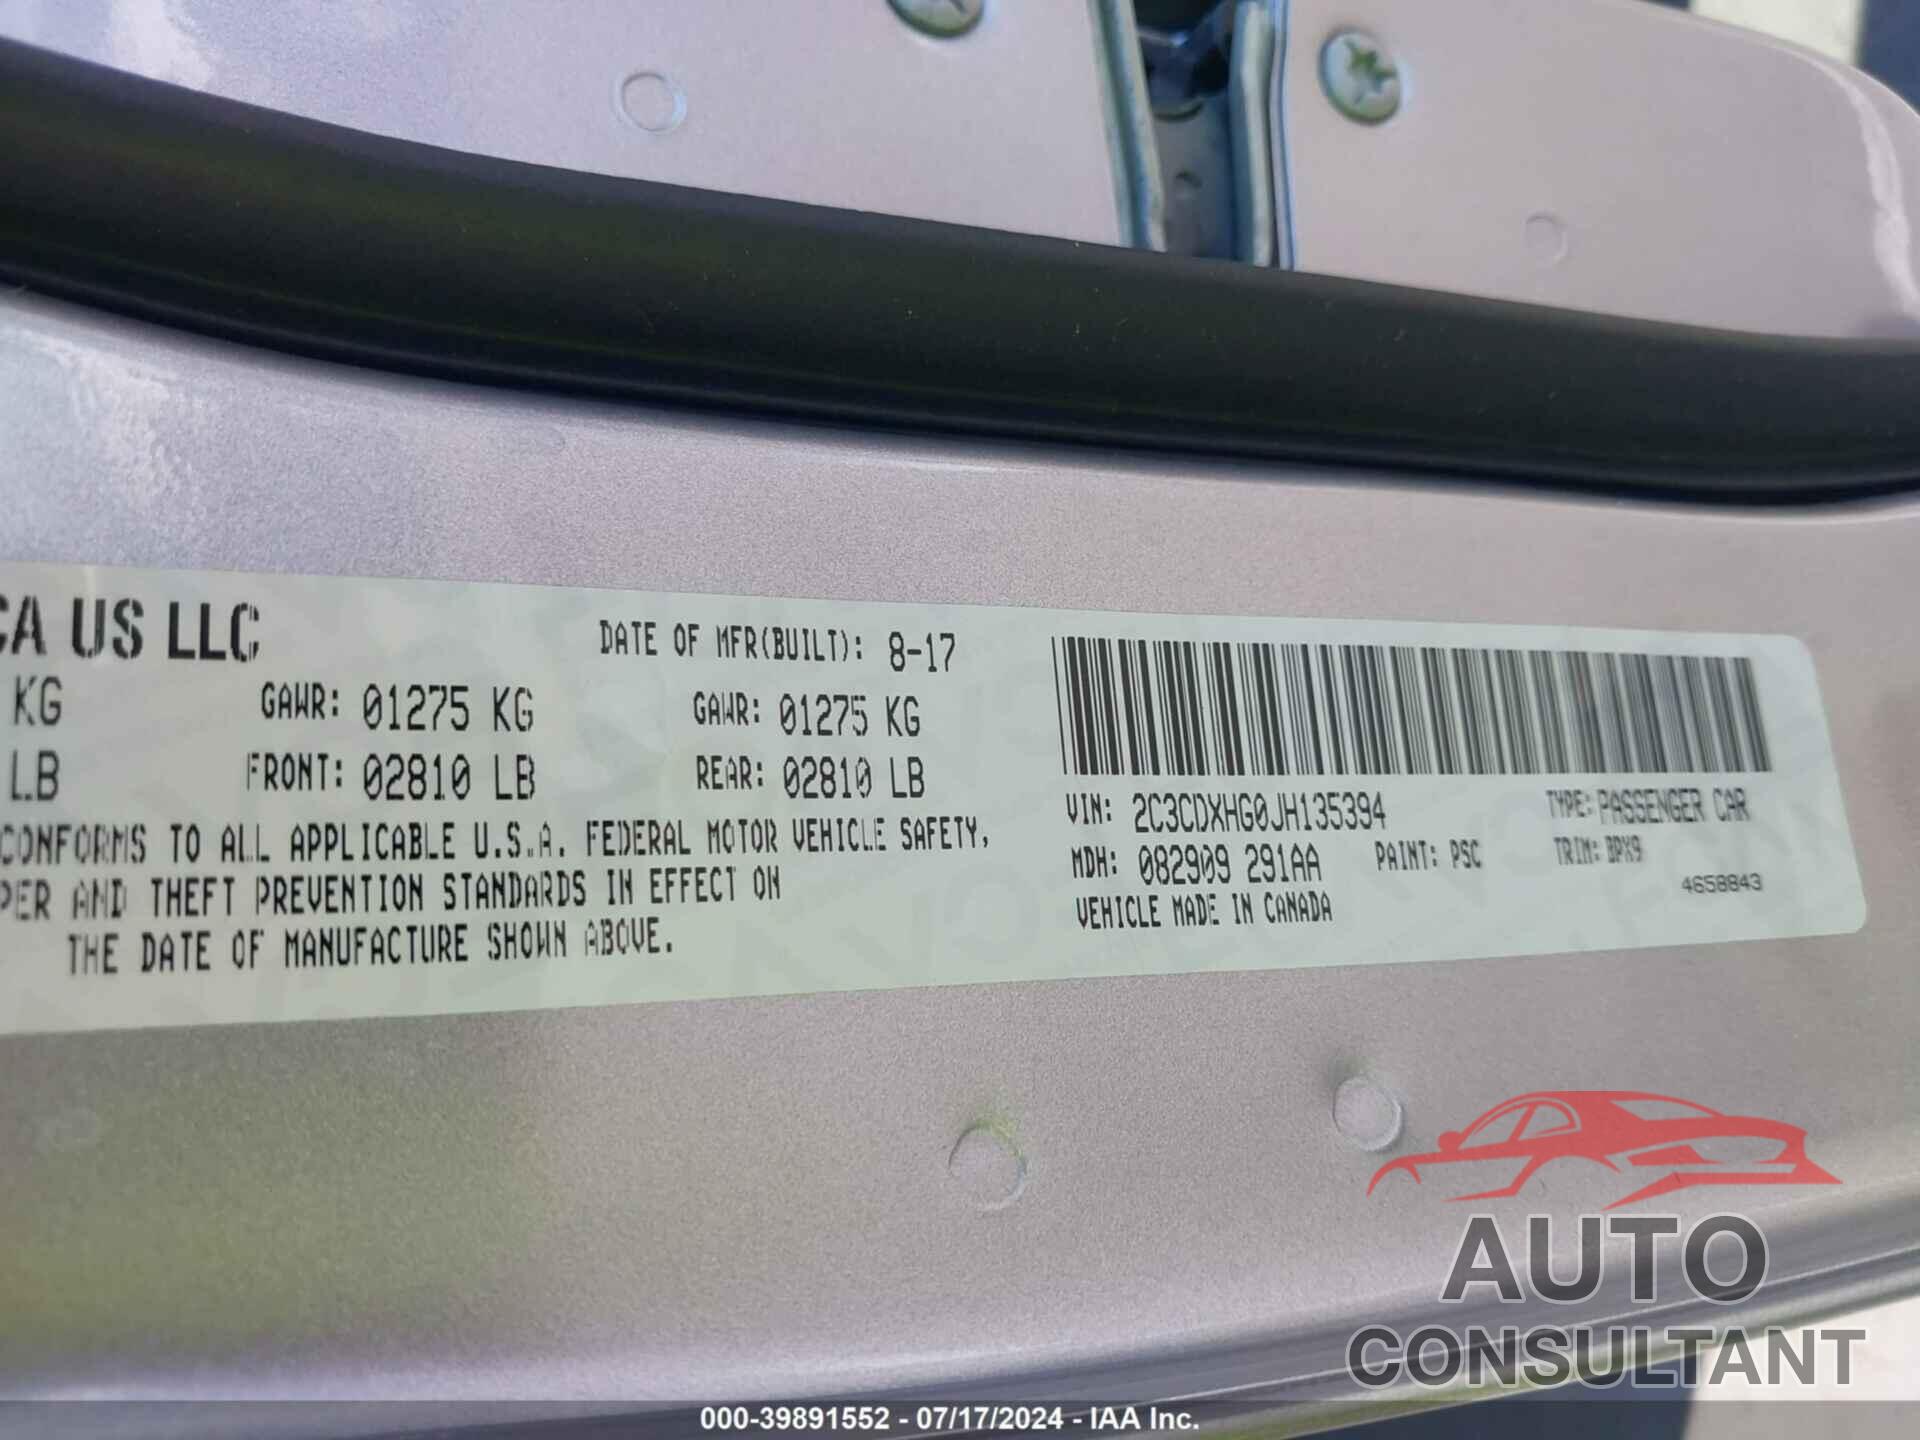 CA US LLC
DATE OF MFR(BUILT): 8-17
KG GAWR: 01275 KG GAWR: 01275 KG
LB FRONT: 02810 LB REAR: 02810 LB
CONFORMS TO ALL APPLICABLE U.S.A. FEDERAL MOTOR VEHICLE SAFETY,
PER AND THEFT PREVENTION STANDARDS IN EFFECT ON
THE DATE OF MANUFACTURE SHOWN ABOVE.
VIN: 2C3CDXHG0JH135394 TYPE: PASSENGER CAR
MDH: 082909 291AA PAINT: PSC TRIM: BPX9
VEHICLE MADE IN CANADA 4658843
AUTO
CONSULTANT
000-39891552 - 07/17/2024 - IAA Inc.